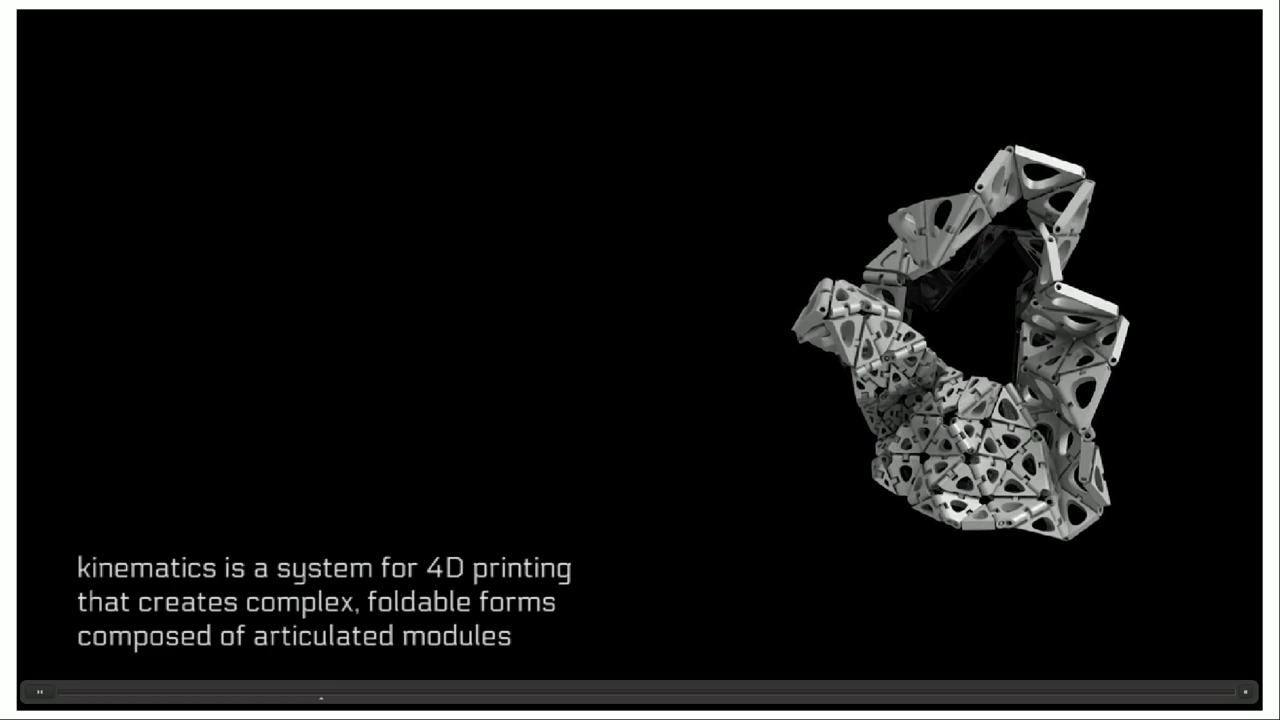 kinematics is a system for 4D printing
that creates complex, foldable forms
composed of articulated modules